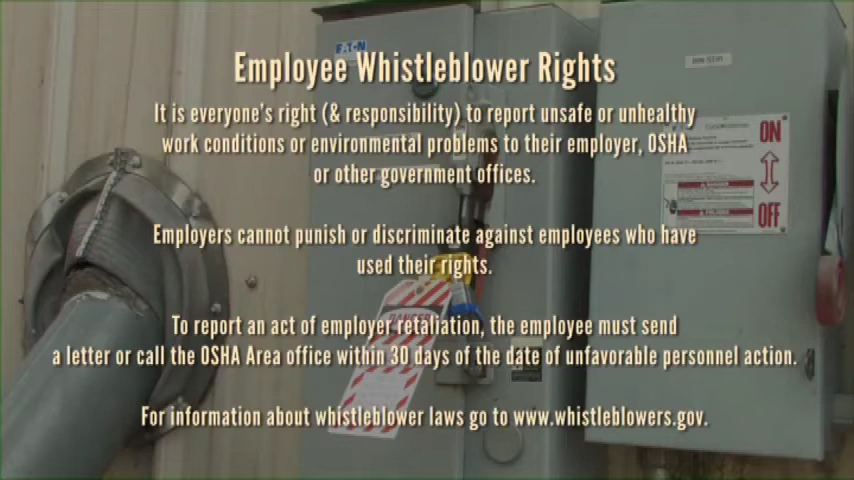 EATON
Employee Whistleblower Rights
It is everyone's right (& responsibility) to report unsafe or unhealthy
work conditions or environmental problems to their employer, OSHA
or other government offices.
Employers cannot punish or discriminate against employees who have
used their rights.
To report an act of employer retaliation, the employee must send
a letter or call the OSHA Area office within 30 days of the date of unfavorable personnel action.
For information about whistleblower laws go to www.whistleblowers.gov.
ON
OFF
DANGER